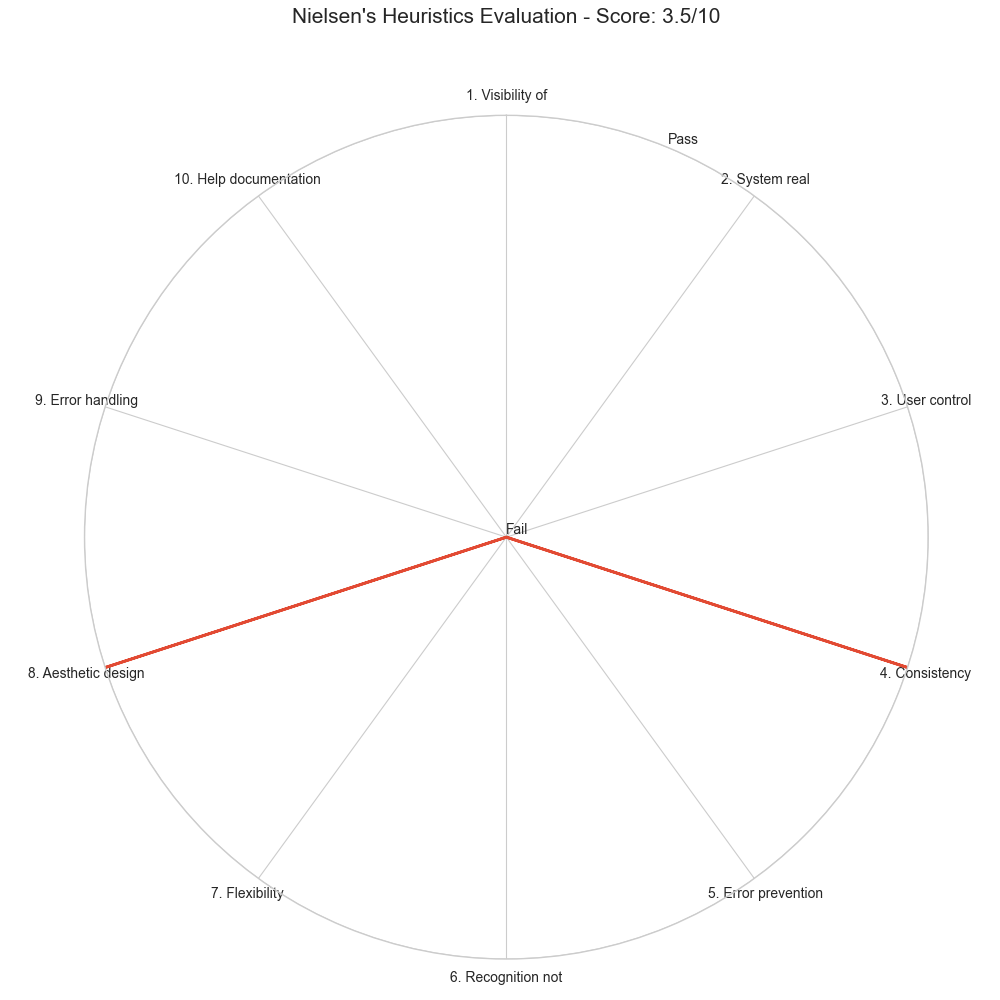 Nielsen's Heuristics Evaluation - Score: 3.5/10
1. Visibility of
Pass
10. Help documentation
2. System real
9. Error handling
3. User control
Fail
8. Aesthetic design
4. Consistency
7. Flexibility
5. Error prevention
6. Recognition not